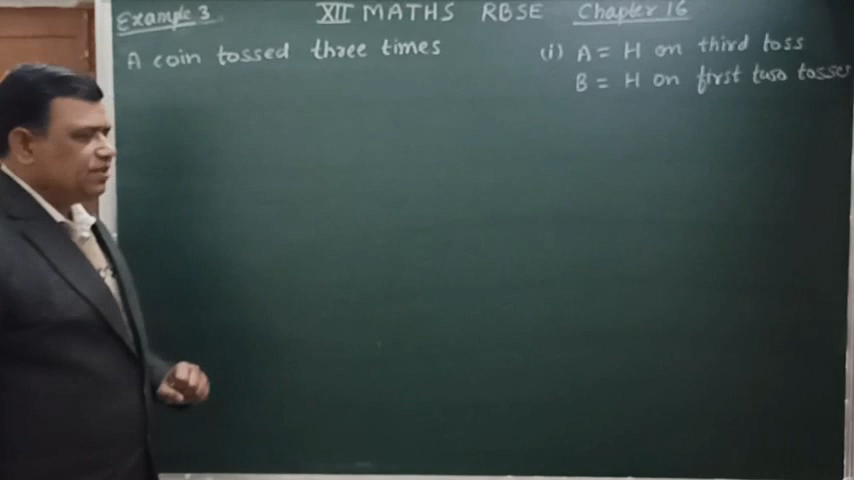 Example 3 XII MATHS RBSE Chapter 16
A coin tossed three times (i) A = H on third toss
B = H on first two tosses